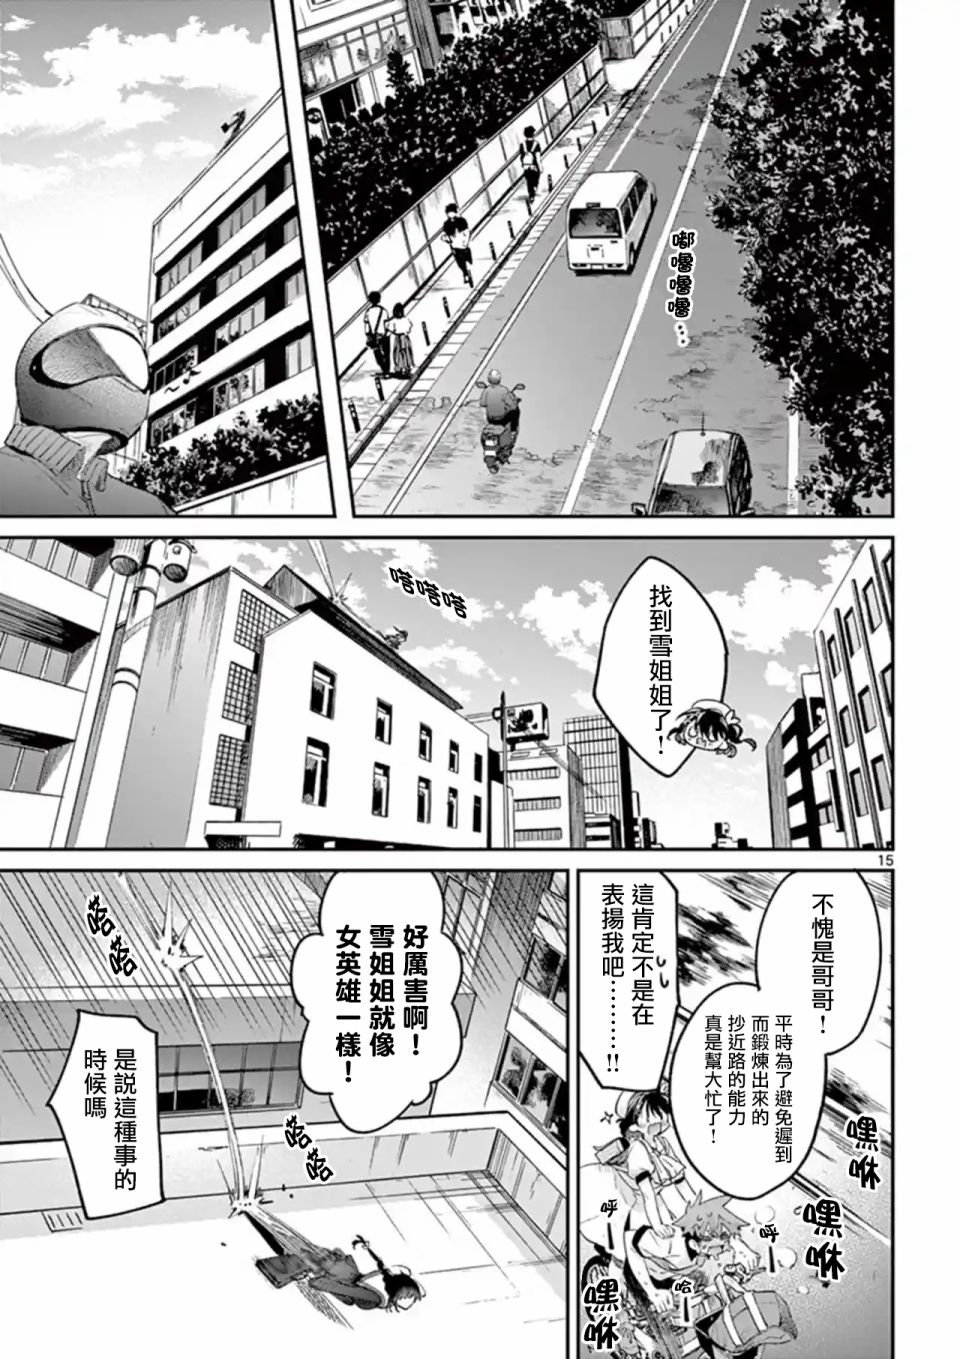 嘟嚕嚕嚕…
找到雪姐姐了！
嗒嗒嗒
15
不愧是哥哥！
平時為了避免遲到
而鍛煉出來的
抄近路的能力
真是幫大忙了！
這肯定不是在
表揚我吧………!!
嘿咻
嘿咻
嘿咻
呼—
呼—
哈—
好厲害啊！
雪姐姐就像
女英雄一樣！
嗒
嗒
嗒
嗒
是說這種事的
時候嗎